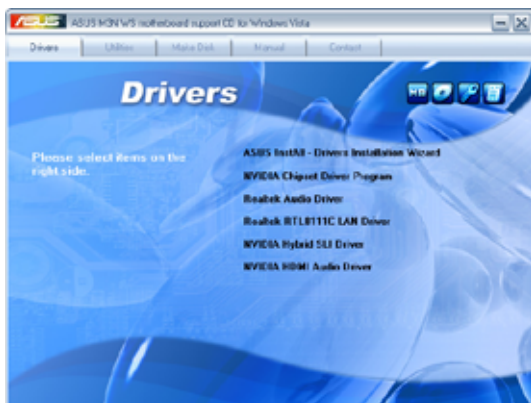 ASUS M3N WS motherboard support CD for Windows Vista
Drivers Utilities Make Disk Manual Contact
Drivers
Please select items on the
right side.
ASUS InstAll - Drivers Installation Wizard
NVIDIA Chipset Driver Program
Realtek Audio Driver
Realtek RTL8111C LAN Driver
NVIDIA Hybrid SLI Driver
NVIDIA HDMI Audio Driver